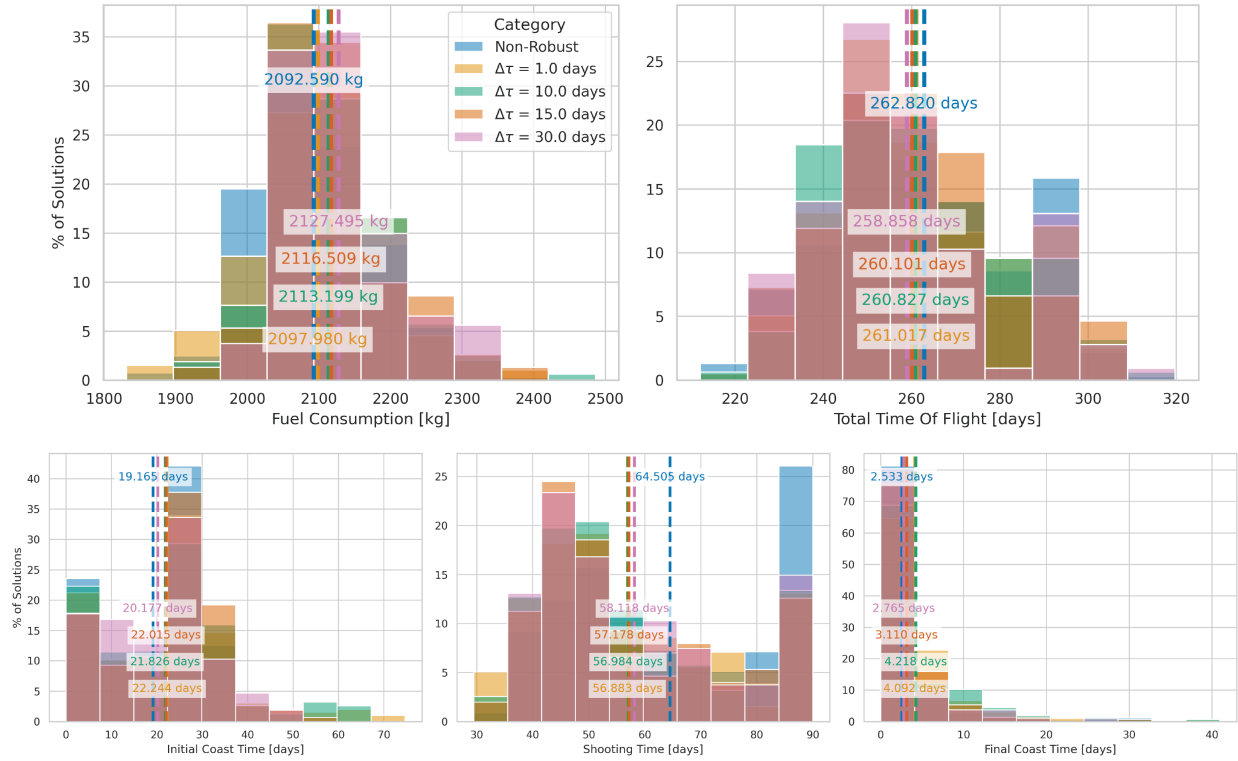 Category
Non-Robust
Δτ = 1.0 days
Δτ = 10.0 days
Δτ = 15.0 days
Δτ = 30.0 days
% of Solutions
35
30
25
20
15
10
5
0
2092.590 kg
2127.495 kg
2116.509 kg
2113.199 kg
2097.980 kg
1800 1900 2000 2100 2200 2300 2400 2500
Fuel Consumption [kg]
25
20
15
10
5
0
262.820 days
258.858 days
260.101 days
260.827 days
261.017 days
220 240 260 280 300 320
Total Time Of Flight [days]
% of Solutions
40
35
30
25
20
15
10
5
0
19.165 days
20.177 days
22.015 days
21.826 days
22.244 days
0 10 20 30 40 50 60 70
Initial Coast Time [days]
25
20
15
10
5
0
64.505 days
58.118 days
57.178 days
56.984 days
56.883 days
30 40 50 60 70 80 90
Shooting Time [days]
80
70
60
50
40
30
20
10
0
2.533 days
2.765 days
3.110 days
4.218 days
4.092 days
0 10 20 30 40
Final Coast Time [days]